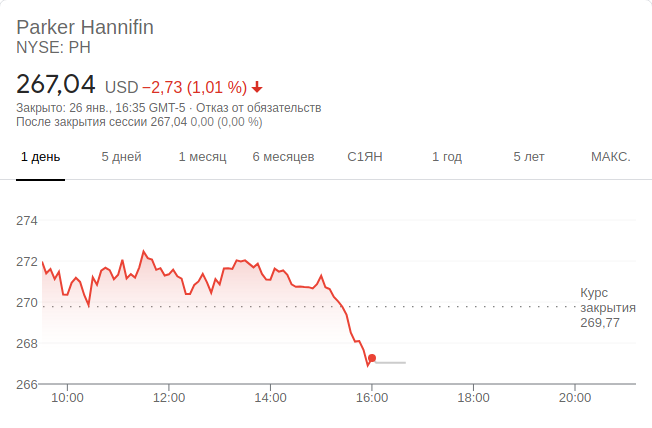 Parker Hannifin
NYSE: PH
267,04 USD −2,73 (1,01 %)
Закрыто: 26 янв., 16:35 GMT-5 · Отказ от обязательств
После закрытия сессии 267,04 0,00 (0,00 %)
1 день 5 дней 1 месяц 6 месяцев С1ЯН 1 год 5 лет МАКС.
274
272
270
268
266
Курс
закрытия
269,77
10:00 12:00 14:00 16:00 18:00 20:00